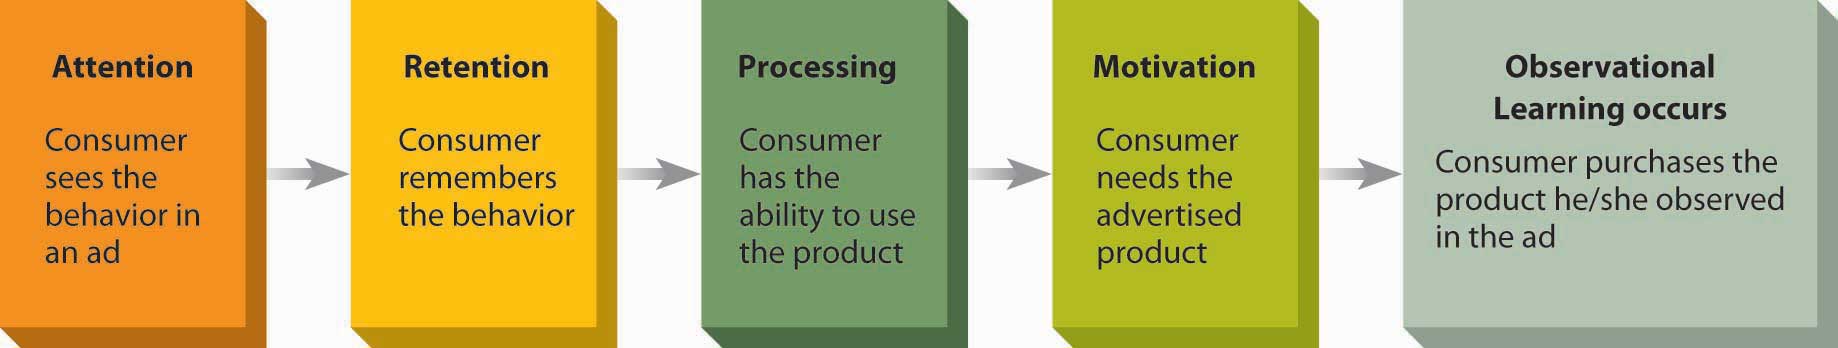 Attention
Consumer
sees the
behavior in
an ad
Retention
Consumer
remembers
the behavior
Processing
Consumer
has the
ability to use
the product
Motivation
Consumer
needs the
advertised
product
Observational
Learning occurs
Consumer purchases the
product he/she observed
in the ad